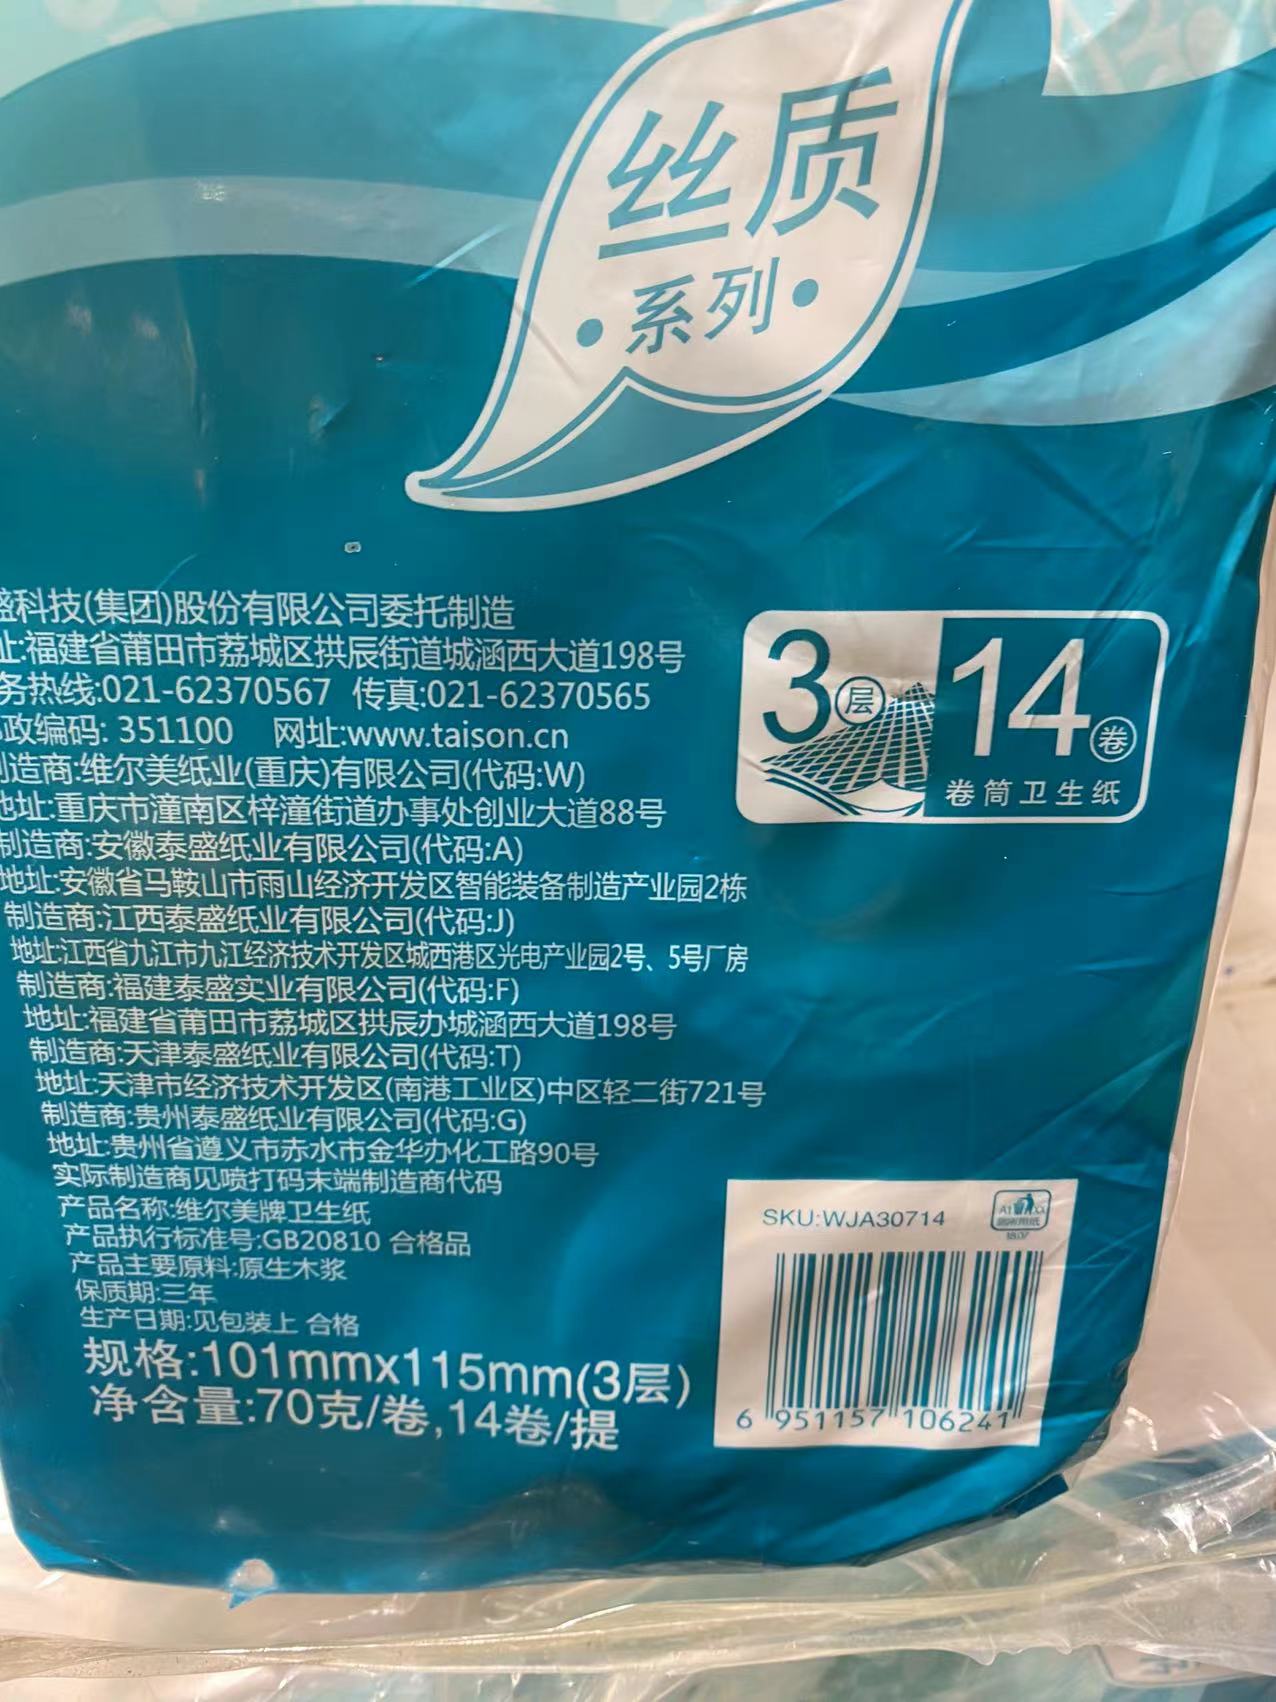 丝质
·系列·
盛科技(集团)股份有限公司委托制造
址:福建省莆田市荔城区拱辰街道城涵西大道198号
务热线:021-62370567 传真:021-62370565
邮政编码: 351100 网址:www.taison.cn
制造商:维尔美纸业(重庆)有限公司(代码:W)
地址:重庆市潼南区梓潼街道办事处创业大道88号
制造商:安徽泰盛纸业有限公司(代码:A)
地址:安徽省马鞍山市雨山经济开发区智能装备制造产业园2栋
制造商:江西泰盛纸业有限公司(代码:J)
地址:江西省九江市九江经济技术开发区城西港区光电产业园2号、5号厂房
制造商:福建泰盛实业有限公司(代码:F)
地址:福建省莆田市荔城区拱辰办城涵西大道198号
制造商:天津泰盛纸业有限公司(代码:T)
地址:天津市经济技术开发区(南港工业区)中区轻二街721号
制造商:贵州泰盛纸业有限公司(代码:G)
地址:贵州省遵义市赤水市金华办化工路90号
实际制造商见喷打码末端制造商代码
产品名称:维尔美牌卫生纸
产品执行标准号:GB20810 合格品
产品主要原料:原生木浆
保质期:三年
生产日期:见包装上 合格
规格:101mmx115mm(3层)
净含量:70克/卷,14卷/提
3层 14卷
卷筒卫生纸
SKU:WJA30714
6 951157 106241